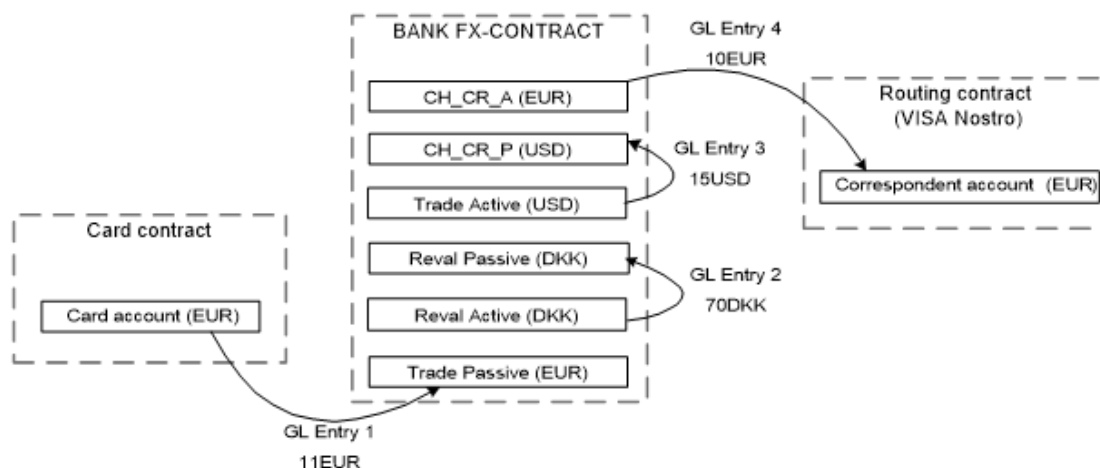 BANK FX-CONTRACT
CH_CR_A (EUR)
CH_CR_P (USD)
Trade Active (USD)
Reval Passive (DKK)
Reval Active (DKK)
Trade Passive (EUR)
GL Entry 4
10EUR
Routing contract
(VISA Nostro)
Correspondent account (EUR)
GL Entry 3
15USD
GL Entry 2
70DKK
Card contract
Card account (EUR)
GL Entry 1
11EUR